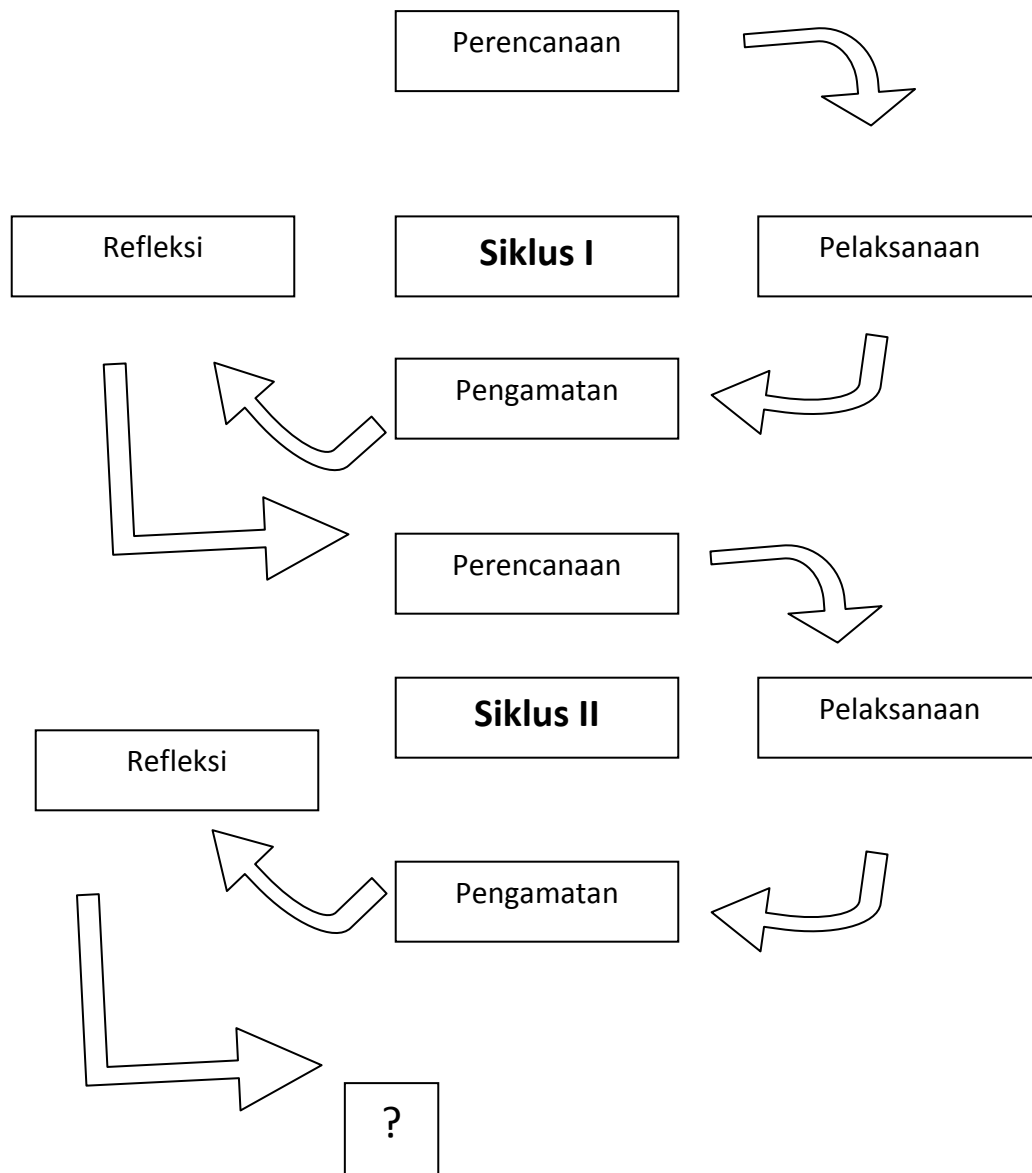 Perencanaan
Refleksi
Siklus I
Pelaksanaan
Pengamatan
Perencanaan
Siklus II
Pelaksanaan
Refleksi
Pengamatan
?